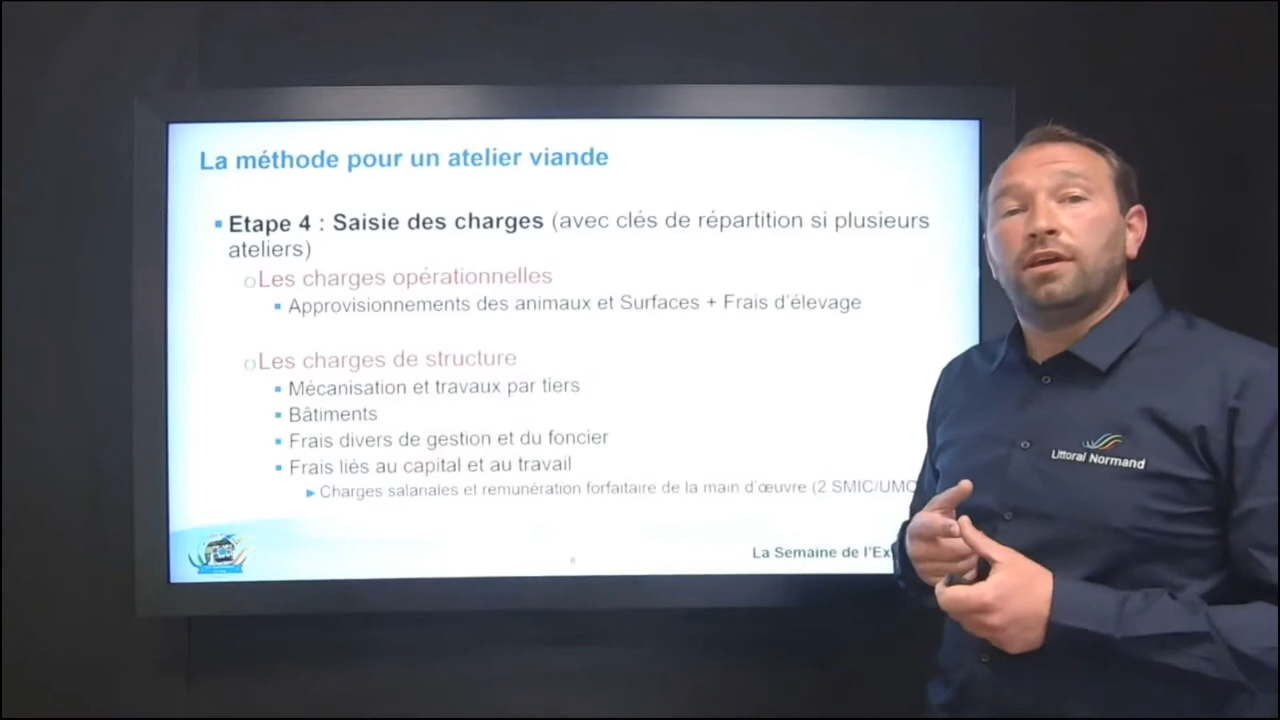 La méthode pour un atelier viande
Etape 4 : Saisie des charges (avec clés de répartition si plusieurs
ateliers)
Les charges opérationnelles
Approvisionnements des animaux et Surfaces + Frais d'élevage
Les charges de structure
Mécanisation et travaux par tiers
Bâtiments
Frais divers de gestion et du foncier
Frais liés au capital et au travail
Charges salariales et remunération forfaitaire de la main d'œuvre (2 SMIC/UMO
La Semaine de l'Ex
Littoral Normand